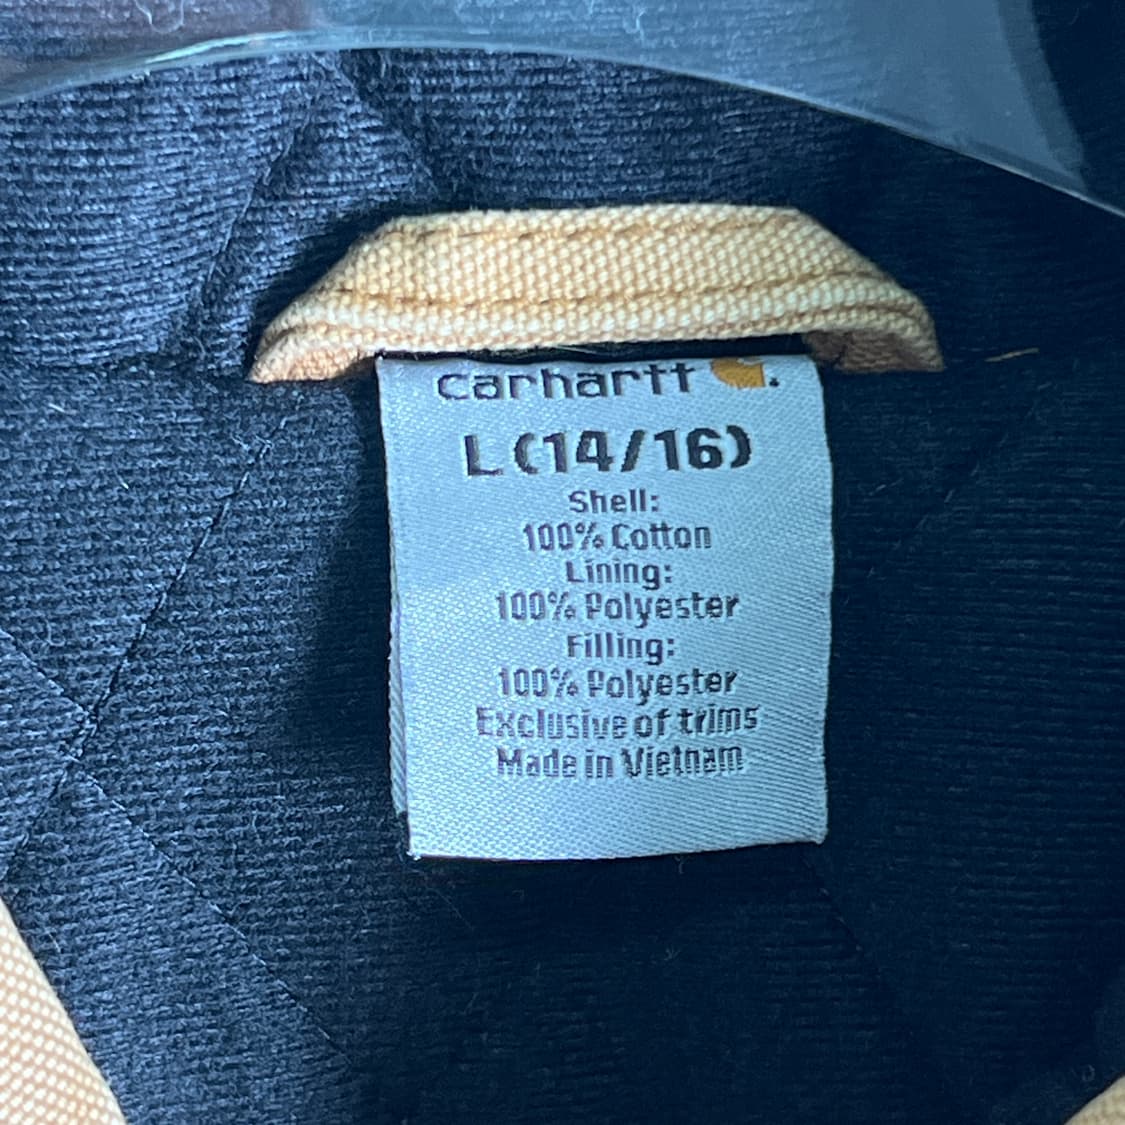 carhartt
L (14/16)
Shell:
100% Cotton
Lining:
100% Polyester
Filling:
100% Polyester
Exclusive of trims
Made in Vietnam